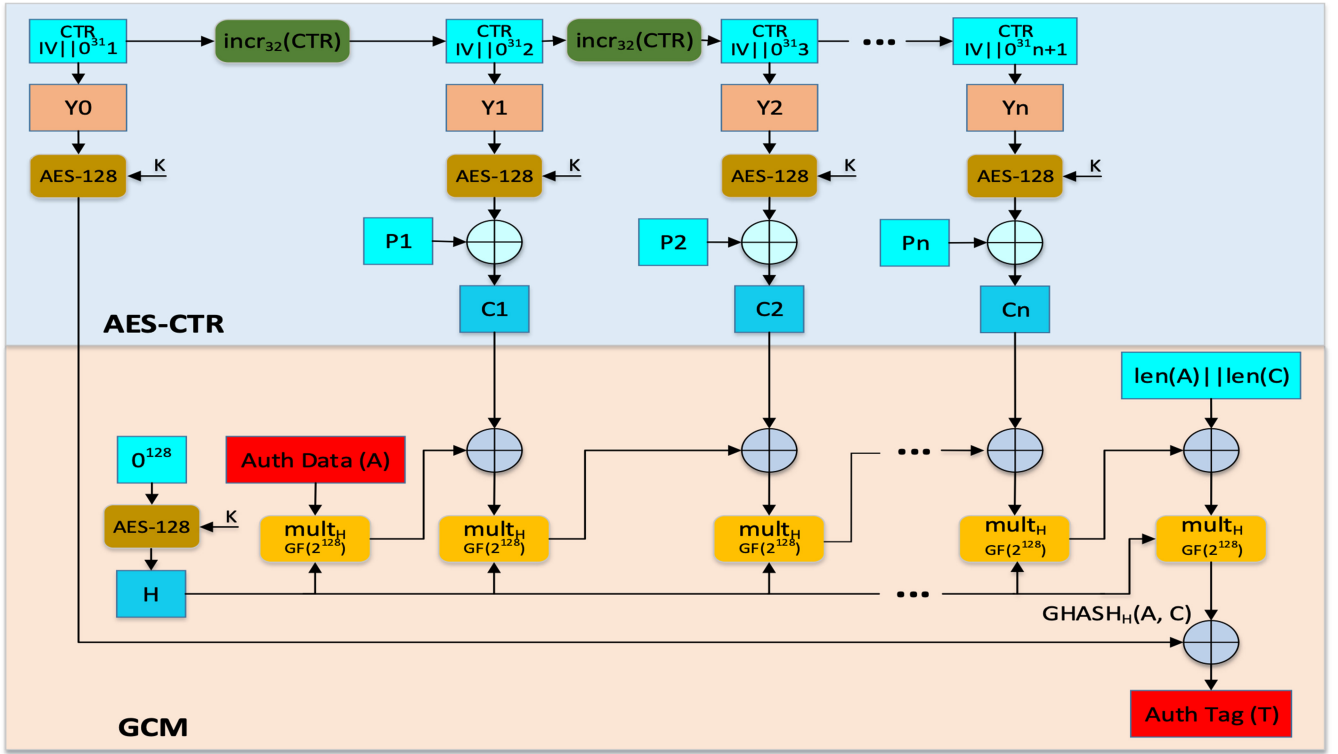 CTR
IV||0³¹1
incr₃₂(CTR)
CTR
IV||0³¹2
incr₃₂(CTR)
CTR
IV||0³¹3
...
CTR
IV||0³¹n+1
Y0
Y1
Y2
Yn
AES-128
K
AES-128
K
AES-128
K
AES-128
K
P1
P2
Pn
C1
C2
Cn
AES-CTR
len(A)||len(C)
0¹²⁸
Auth Data (A)
...
AES-128
K
mult_H
GF(2¹²⁸)
mult_H
GF(2¹²⁸)
mult_H
GF(2¹²⁸)
mult_H
GF(2¹²⁸)
mult_H
GF(2¹²⁸)
H
...
GHASH_H(A, C)
GCM
Auth Tag (T)